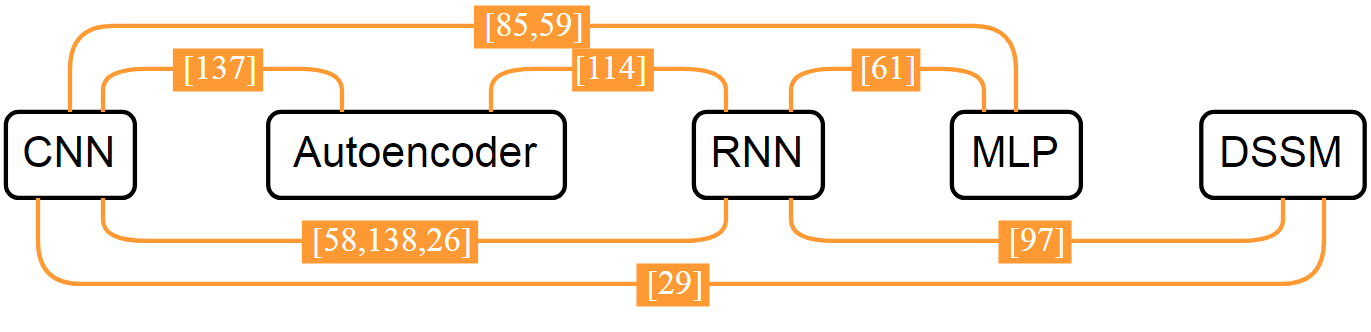 [85,59]
[137] [114] [61]
CNN Autoencoder RNN MLP DSSM
[58,138,26] [97]
[29]